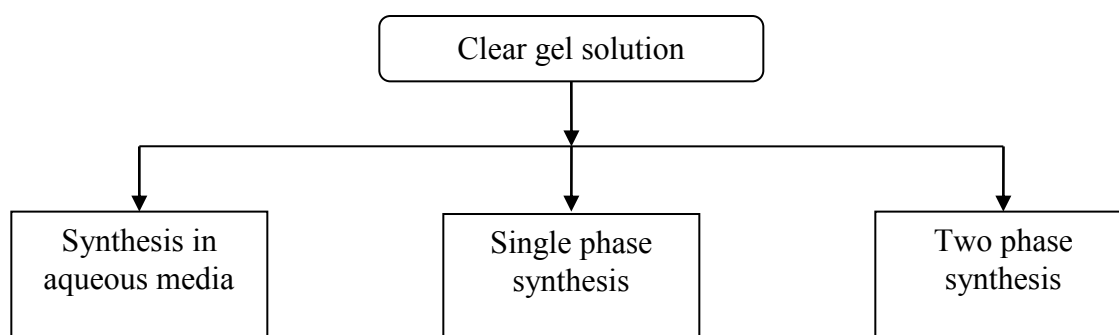 Clear gel solution
Synthesis in
aqueous media
Single phase
synthesis
Two phase
synthesis